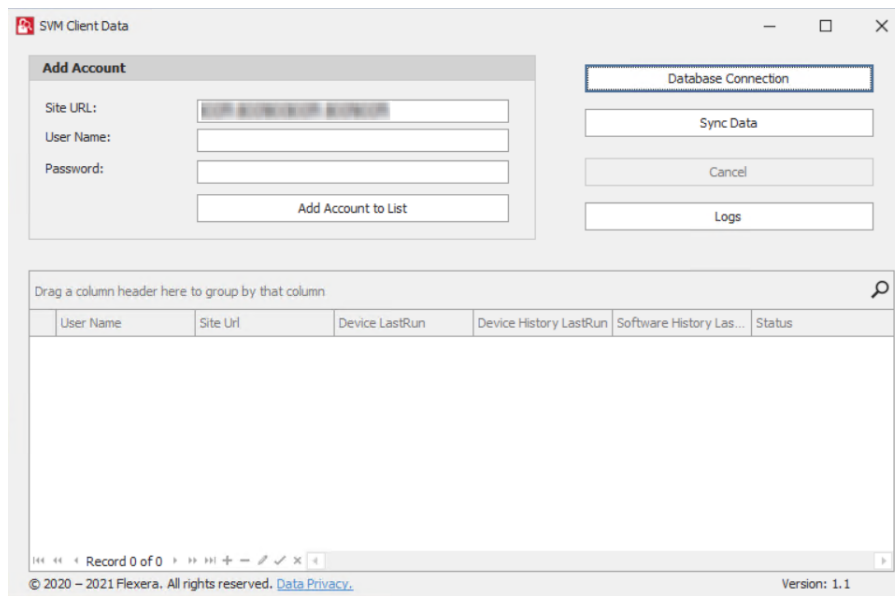 SVM Client Data
Add Account
Site URL:
User Name:
Password:
Add Account to List
Database Connection
Sync Data
Cancel
Logs
Drag a column header here to group by that column
User Name Site Url Device LastRun Device History LastRun Software History Las... Status
Record 0 of 0
© 2020 – 2021 Flexera. All rights reserved. Data Privacy. Version: 1.1